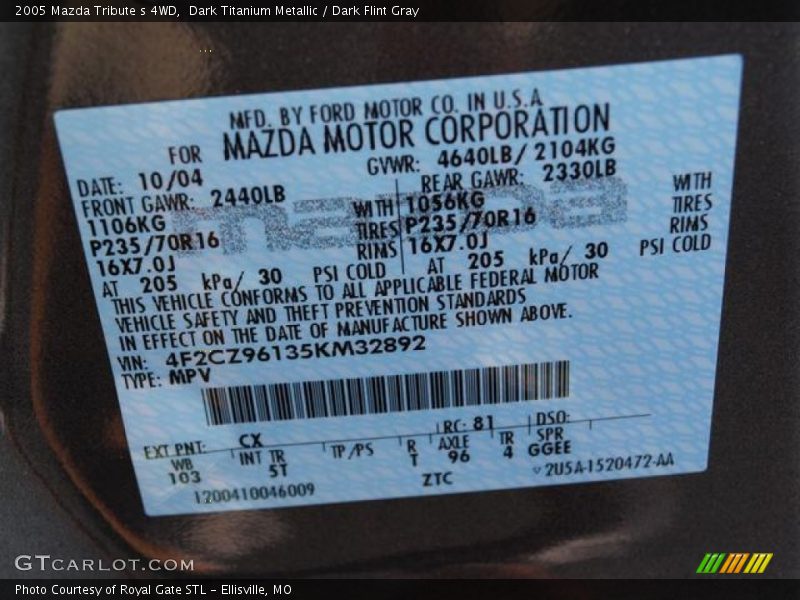 2005 Mazda Tribute s 4WD, Dark Titanium Metallic / Dark Flint Gray
MFD. BY FORD MOTOR CO. IN U.S.A
FOR MAZDA MOTOR CORPORATION
DATE: 10/04 GVWR: 4640LB/ 2104KG
FRONT GAWR: 2440LB REAR GAWR: 2330LB
1106KG WITH 1056KG WITH
P235/70R16 TIRES P235/70R16 TIRES
16X7.0J RIMS 16X7.0J RIMS
AT 205 kPa/ 30 PSI COLD AT 205 kPa/ 30 PSI COLD
THIS VEHICLE CONFORMS TO ALL APPLICABLE FEDERAL MOTOR
VEHICLE SAFETY AND THEFT PREVENTION STANDARDS
IN EFFECT ON THE DATE OF MANUFACTURE SHOWN ABOVE.
VIN: 4F2CZ96135KM32892
TYPE: MPV
EXT PNT: CX RC: 81 DSO:
WB INT TR TP/PS R AXLE TR SPR
103 5T T 96 4 GGEE
1200410046009 ZTC 2U5A-1520472-AA
mazda
GTCARLOT.COM
Photo Courtesy of Royal Gate STL - Ellisville, MO